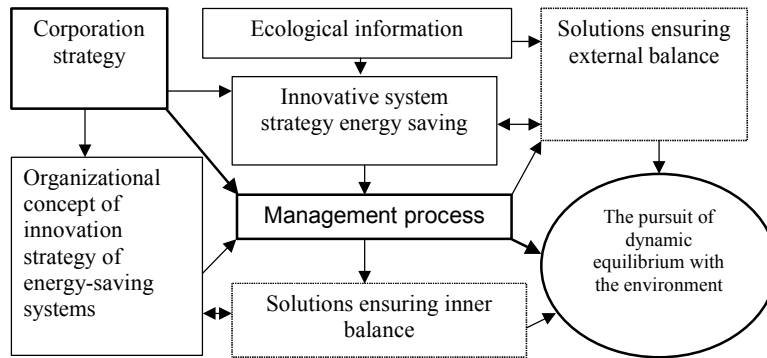 Corporation
strategy
Ecological information
Solutions ensuring
external balance
Innovative system
strategy energy saving
Organizational
concept of
innovation
strategy of
energy-saving
systems
Management process
The pursuit of
dynamic
equilibrium with
the environment
Solutions ensuring inner
balance